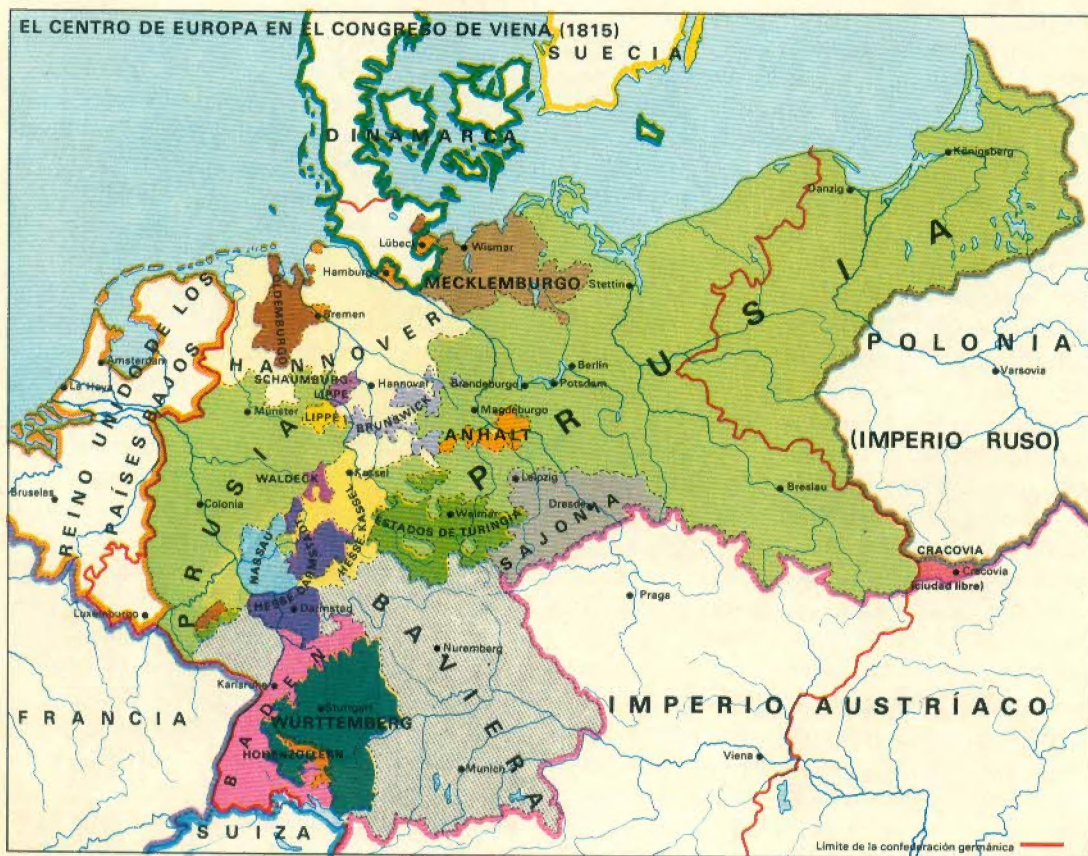 EL CENTRO DE EUROPA EN EL CONGRESO DE VIENA (1815)
SUECIA
DINAMARCA
Königsberg
Danzig
Lübeck
Wismar
Hamburgo
MECKLEMBURGO
Stettin
OLDEMBURGO
Bremen
HANNOVER
REINO UNIDO DE LOS
PAÍSES BAJOS
Amsterdam
La Haya
POLONIA
Varsovia
(IMPERIO RUSO)
Berlín
SCHAUMBURG-
LIPPE
Hannover
Brandeburgo
Potsdam
Münster
LIPPE
BRUNSWICK
Magdeburgo
ANHALT
PRUSIA
PRUSIA
WALDECK
Kassel
Leipzig
Bruselas
Colonia
HESSE-KASSEL
Weimar
ESTADOS DE TURINGIA
Dresde
SAJONIA
Breslau
NASSAU
HESSE-DARMSTADT
CRACOVIA
Cracovia
(ciudad libre)
Luxemburgo
Darmstad
Praga
BAVIERA
Nuremberg
Karlsruhe
FRANCIA
BADEN
Stuttgart
WÜRTTEMBERG
IMPERIO AUSTRÍACO
HOHENZOLLERN
Munich
Viena
SUIZA
Límite de la confederación germánica